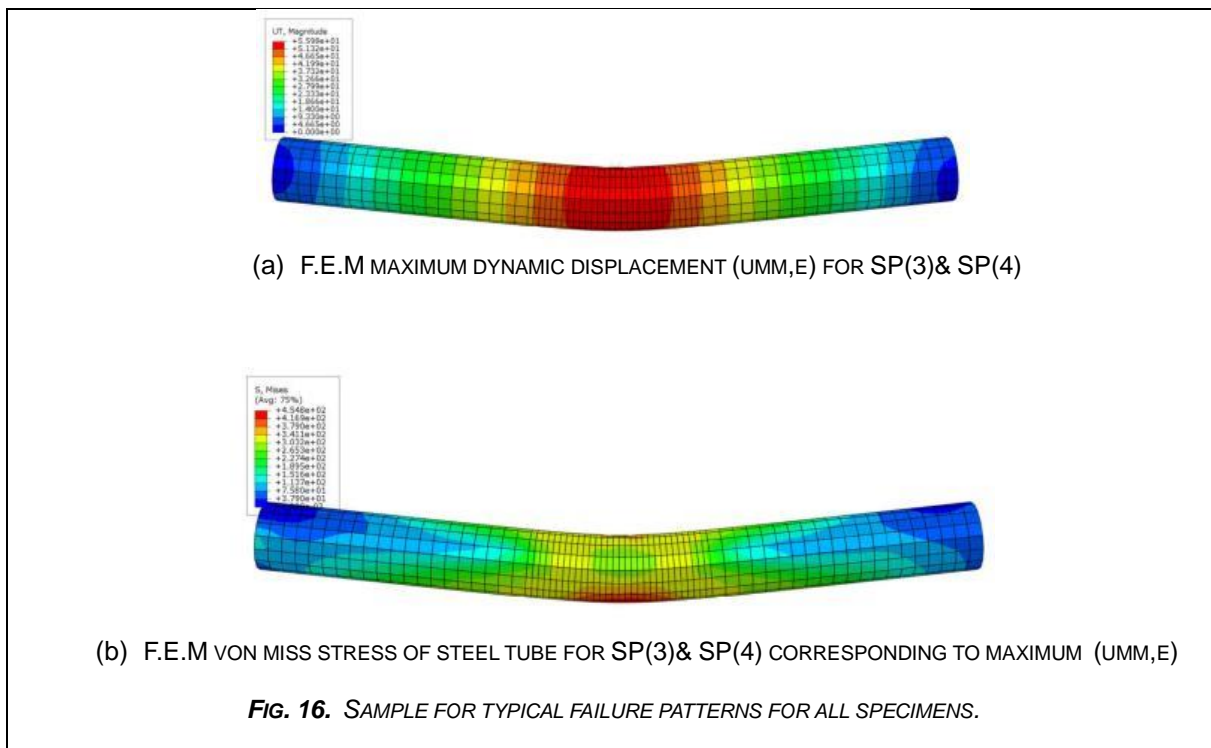 UT, Magnitude
+5.599e+01
+5.132e+01
+4.665e+01
+4.199e+01
+3.732e+01
+3.266e+01
+2.799e+01
+2.333e+01
+1.866e+01
+1.400e+01
+9.330e+00
+4.665e+00
+0.000e+00
(a) F.E.M MAXIMUM DYNAMIC DISPLACEMENT (UMM,E) FOR SP(3)& SP(4)
S, Mises
(Avg: 75%)
+4.548e+02
+4.169e+02
+3.790e+02
+3.411e+02
+3.032e+02
+2.653e+02
+2.274e+02
+1.895e+02
+1.516e+02
+1.137e+02
+7.580e+01
+3.790e+01
(b) F.E.M VON MISS STRESS OF STEEL TUBE FOR SP(3)& SP(4) CORRESPONDING TO MAXIMUM (UMM,E)
FIG. 16. SAMPLE FOR TYPICAL FAILURE PATTERNS FOR ALL SPECIMENS.